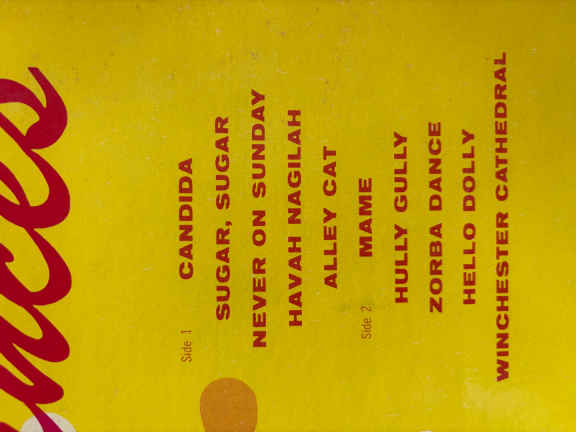 Side 1 CANDIDA
SUGAR, SUGAR
NEVER ON SUNDAY
HAVAH NAGILAH
ALLEY CAT
Side 2 MAME
HULLY GULLY
ZORBA DANCE
HELLO DOLLY
WINCHESTER CATHEDRAL